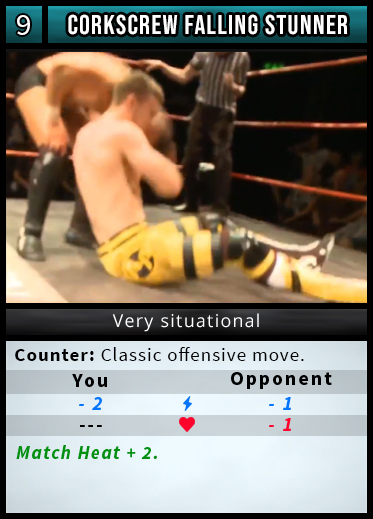 9 CORKSCREW FALLING STUNNER
Very situational
Counter: Classic offensive move.
You Opponent
- 2 - 1
--- - 1
Match Heat + 2.